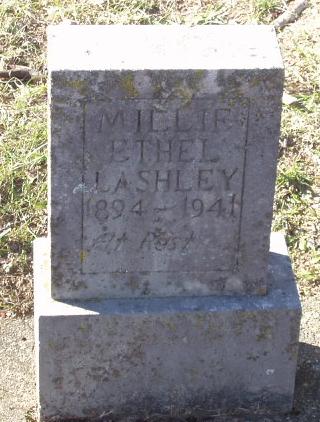 MILLIE
ETHEL
LASHLEY
1894 - 1941
At Rest